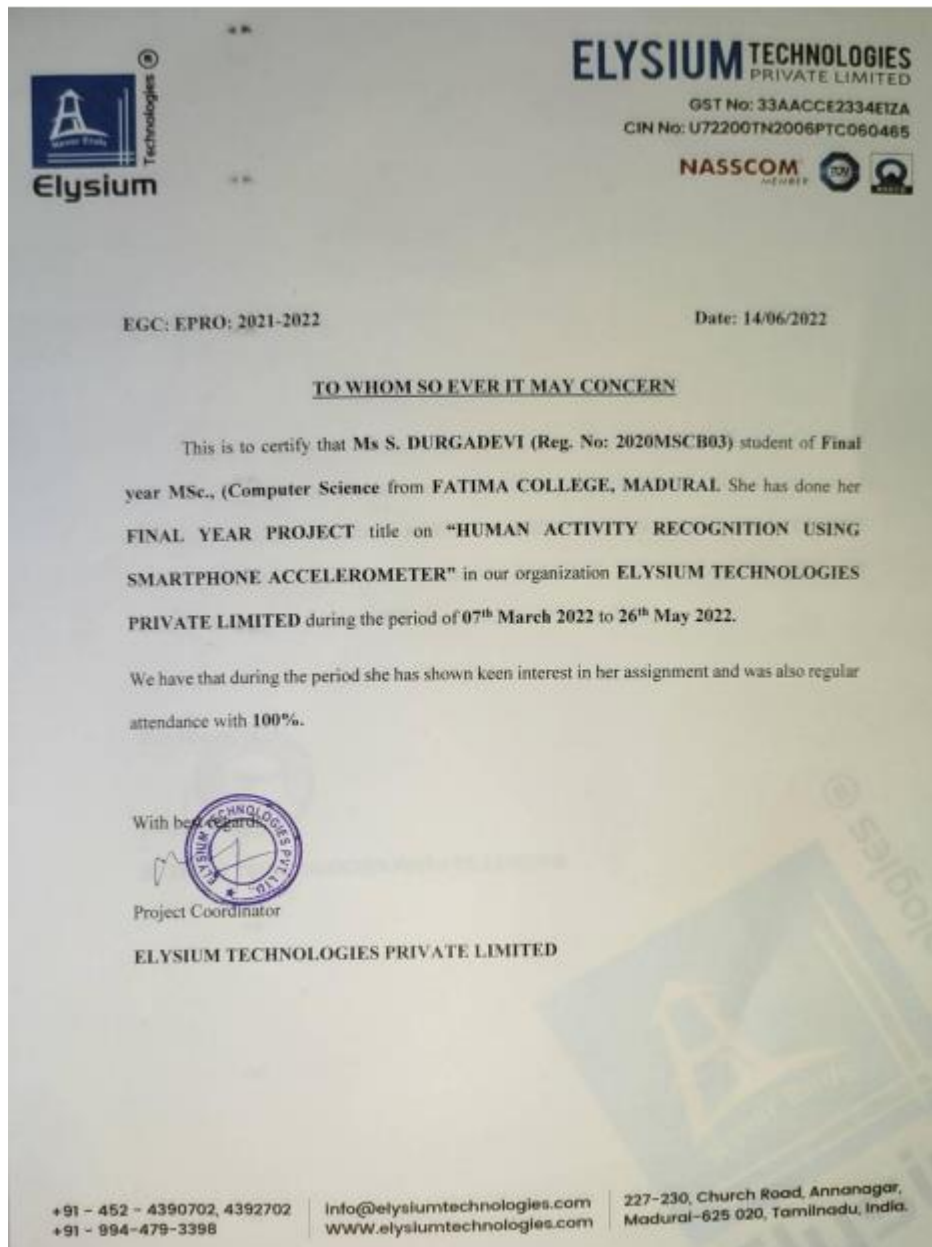 Technologies ®
Never Ends
Elysium
ELYSIUM TECHNOLOGIES
PRIVATE LIMITED
GST No: 33AACCE2334E1ZA
CIN No: U72200TN2006PTC060465
NASSCOM
MEMBER
TUV
EGC: EPRO: 2021-2022 Date: 14/06/2022
TO WHOM SO EVER IT MAY CONCERN
This is to certify that Ms S. DURGADEVI (Reg. No: 2020MSCB03) student of Final
year MSc., (Computer Science from FATIMA COLLEGE, MADURAI. She has done her
FINAL YEAR PROJECT title on “HUMAN ACTIVITY RECOGNITION USING
SMARTPHONE ACCELEROMETER” in our organization ELYSIUM TECHNOLOGIES
PRIVATE LIMITED during the period of 07th March 2022 to 26th May 2022.
We have that during the period she has shown keen interest in her assignment and was also regular
attendance with 100%.
With best regards,
ELYSIUM TECHNOLOGIES PVT. LTD.
Project Coordinator
ELYSIUM TECHNOLOGIES PRIVATE LIMITED
+91 - 452 - 4390702, 4392702
+91 - 994-479-3398
info@elysiumtechnologies.com
www.elysiumtechnologies.com
227-230, Church Road, Annanagar,
Madurai-625 020, Tamilnadu, India.